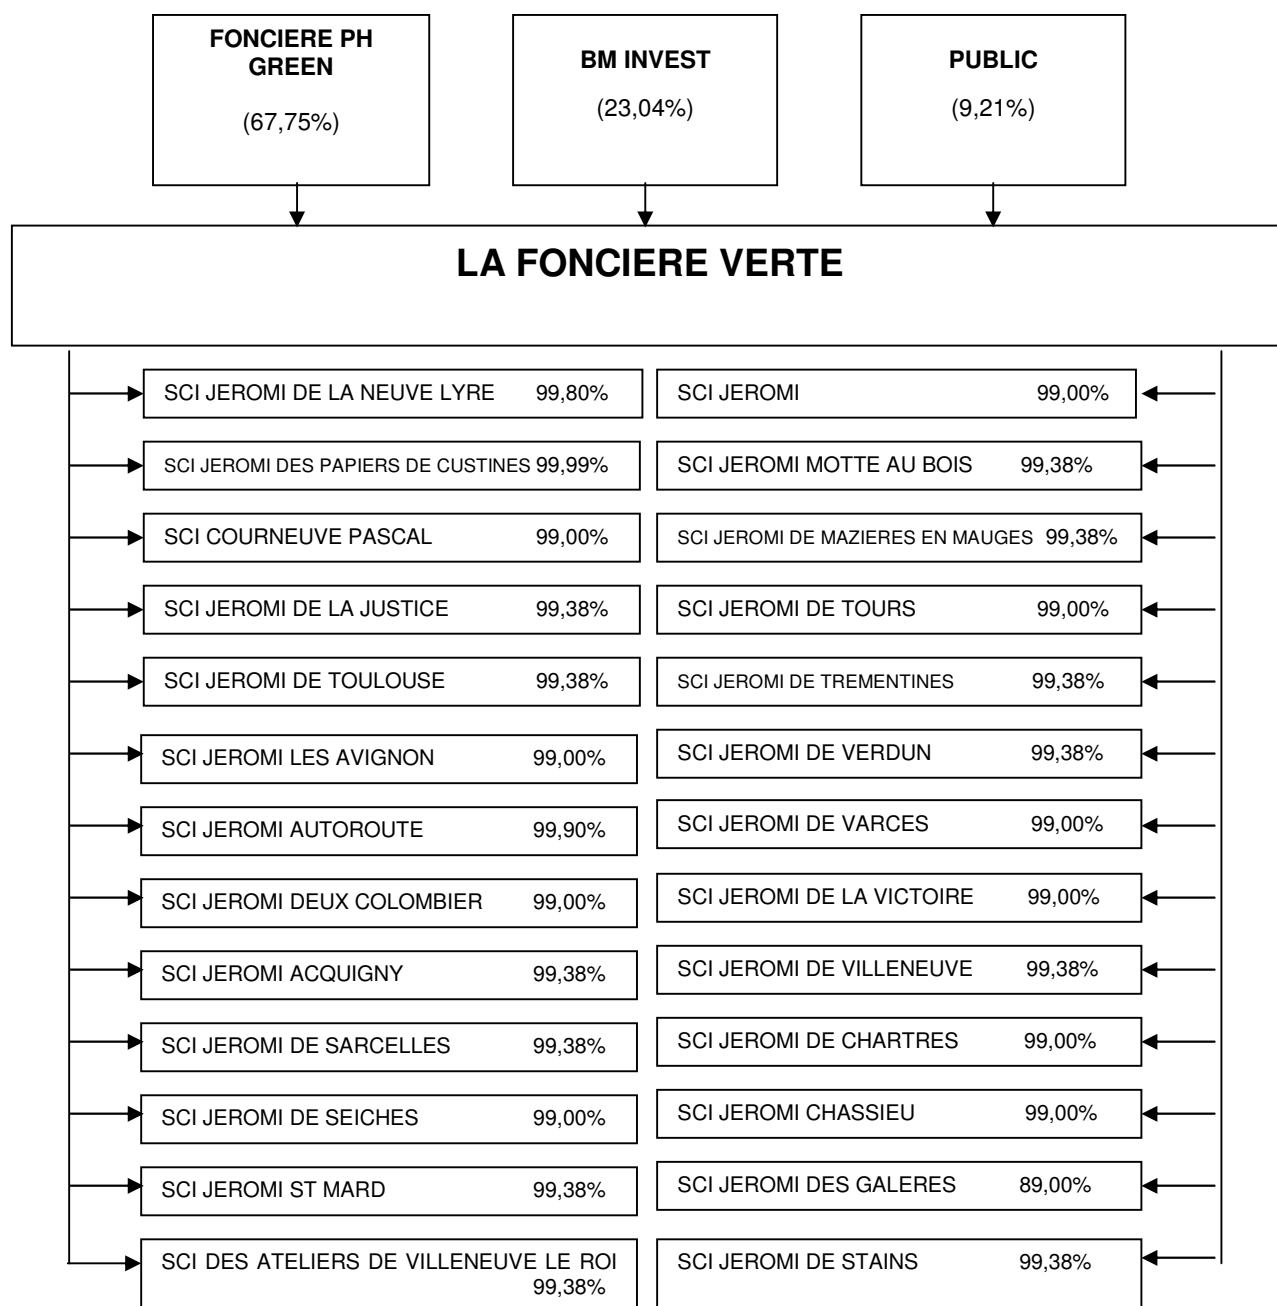 FONCIERE PH
GREEN
(67,75%)
BM INVEST
(23,04%)
PUBLIC
(9,21%)
LA FONCIERE VERTE
SCI JEROMI DE LA NEUVE LYRE 99,80%
SCI JEROMI 99,00%
SCI JEROMI DES PAPIERS DE CUSTINES 99,99%
SCI JEROMI MOTTE AU BOIS 99,38%
SCI COURNEUVE PASCAL 99,00%
SCI JEROMI DE MAZIERES EN MAUGES 99,38%
SCI JEROMI DE LA JUSTICE 99,38%
SCI JEROMI DE TOURS 99,00%
SCI JEROMI DE TOULOUSE 99,38%
SCI JEROMI DE TREMENTINES 99,38%
SCI JEROMI LES AVIGNON 99,00%
SCI JEROMI DE VERDUN 99,38%
SCI JEROMI AUTOROUTE 99,90%
SCI JEROMI DE VARCES 99,00%
SCI JEROMI DEUX COLOMBIER 99,00%
SCI JEROMI DE LA VICTOIRE 99,00%
SCI JEROMI ACQUIGNY 99,38%
SCI JEROMI DE VILLENEUVE 99,38%
SCI JEROMI DE SARCELLES 99,38%
SCI JEROMI DE CHARTRES 99,00%
SCI JEROMI DE SEICHES 99,00%
SCI JEROMI CHASSIEU 99,00%
SCI JEROMI ST MARD 99,38%
SCI JEROMI DES GALERES 89,00%
SCI DES ATELIERS DE VILLENEUVE LE ROI
99,38%
SCI JEROMI DE STAINS 99,38%